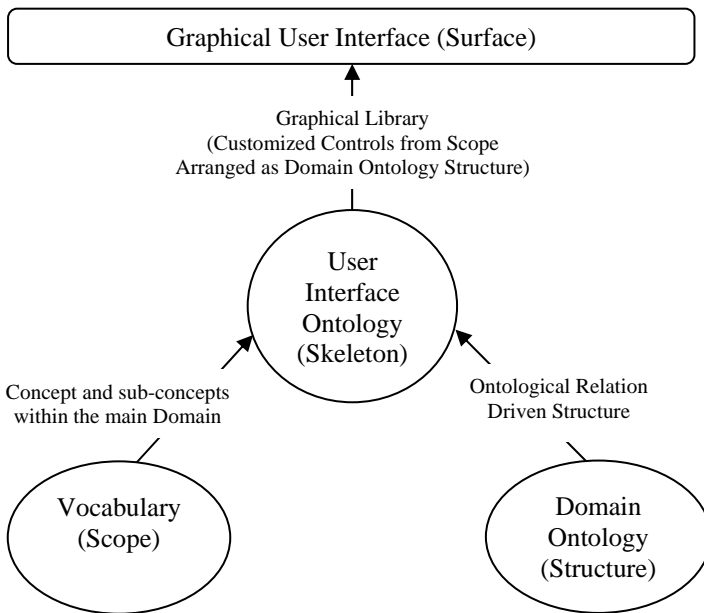 Graphical User Interface (Surface)
Graphical Library
(Customized Controls from Scope
Arranged as Domain Ontology Structure)
User
Interface
Ontology
(Skeleton)
Concept and sub-concepts
within the main Domain
Ontological Relation
Driven Structure
Vocabulary
(Scope)
Domain
Ontology
(Structure)